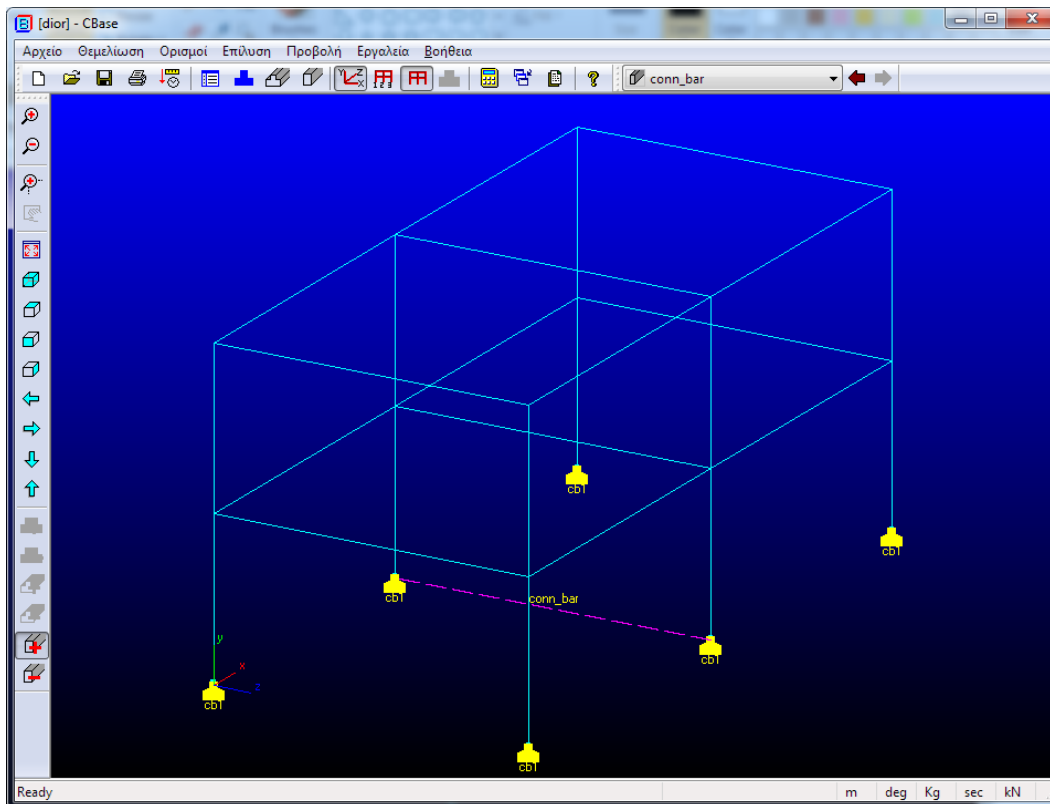 [dior] - CBase
Αρχείο Θεμελίωση Ορισμοί Επίλυση Προβολή Εργαλεία Βοήθεια
conn_bar
cb1
cb1
cb1
conn_bar
cb1
y
x
z
cb1
cb1
Ready m deg Kg sec kN